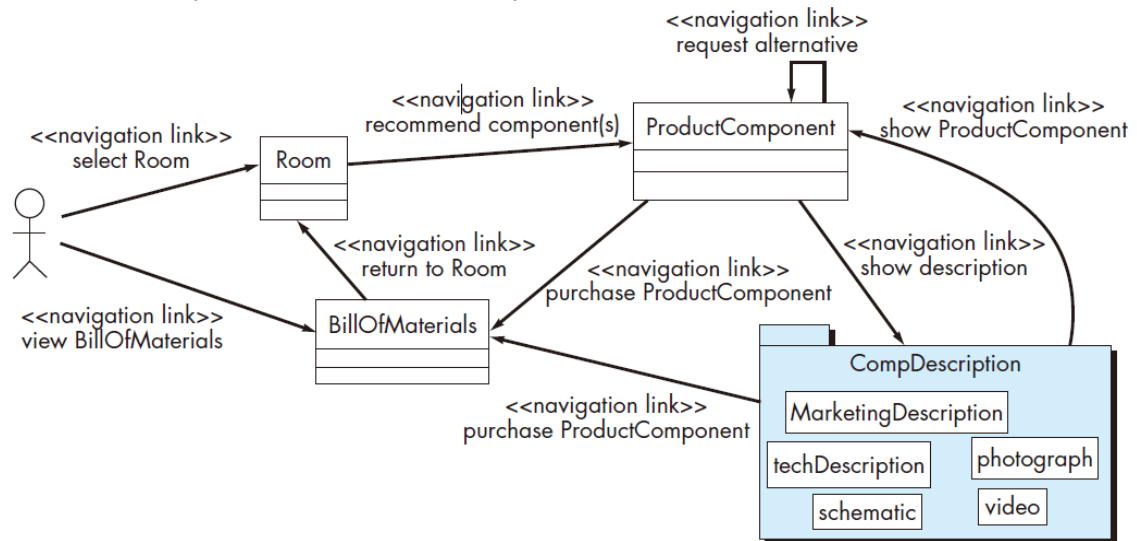 <<navigation link>>
request alternative
<<navigation link>>
recommend component(s)
<<navigation link>>
show ProductComponent
<<navigation link>>
select Room
ProductComponent
Room
<<navigation link>>
return to Room
<<navigation link>>
show description
<<navigation link>>
purchase ProductComponent
<<navigation link>>
view BillOfMaterials
BillOfMaterials
CompDescription
<<navigation link>>
purchase ProductComponent
MarketingDescription
techDescription
photograph
schematic
video